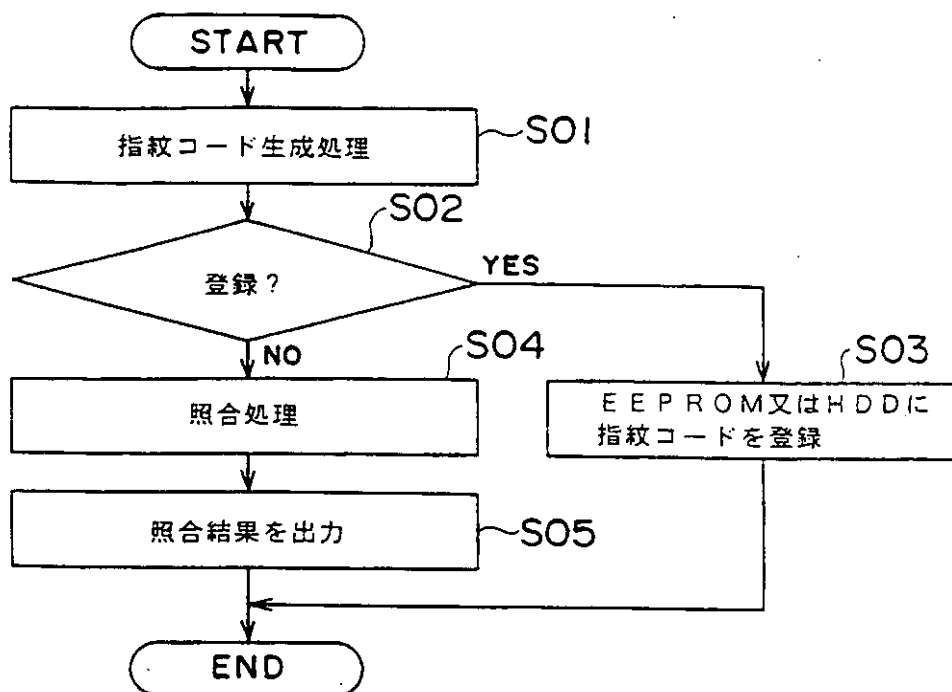 START
指紋コード生成処理
S01
S02
登録?
YES
NO
S04
S03
照合処理
EEPROM又はHDDに
指紋コードを登録
照合結果を出力
S05
END